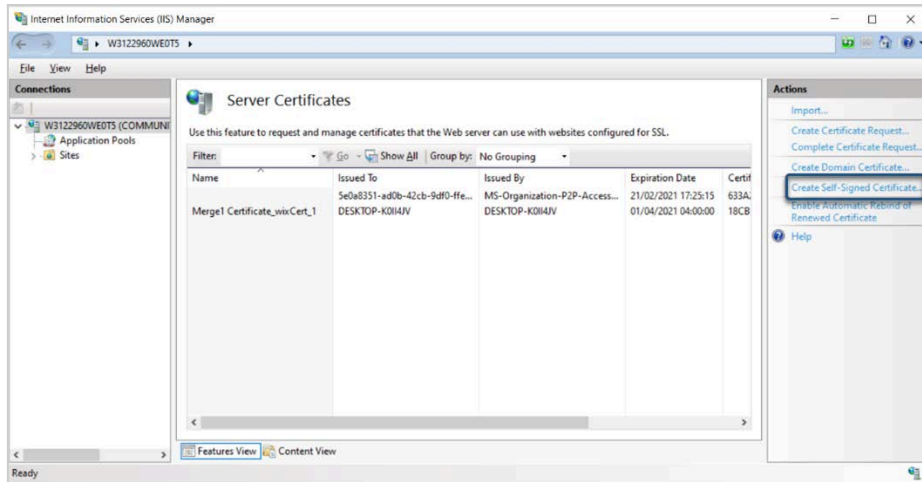 Internet Information Services (IIS) Manager
W3122960WE0T5
File View Help
Connections
W3122960WE0T5 (COMMUNI
Application Pools
Sites
Server Certificates
Use this feature to request and manage certificates that the Web server can use with websites configured for SSL.
Filter: Go Show All Group by: No Grouping
Name Issued To Issued By Expiration Date Certif
5e0a8351-ad0b-42cb-9df0-ffe... MS-Organization-P2P-Access... 21/02/2021 17:25:15 633A
Merge1 Certificate_wixCert_1 DESKTOP-K0II4JV DESKTOP-K0II4JV 01/04/2021 04:00:00 18CB
Features View Content View
Actions
Import...
Create Certificate Request...
Complete Certificate Request...
Create Domain Certificate...
Create Self-Signed Certificate...
Enable Automatic Rebind of
Renewed Certificate
Help
Ready